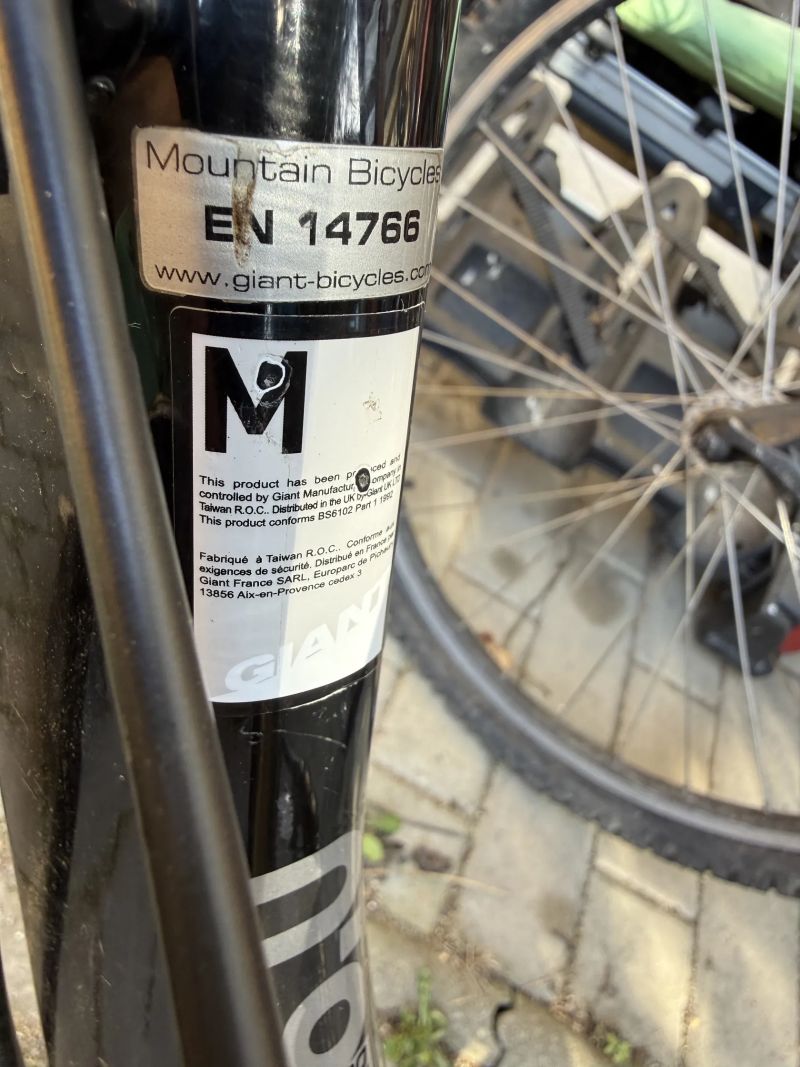 Mountain Bicycles
EN 14766
www.giant-bicycles.com
M
This product has been produced and
controlled by Giant Manufactur company in
Taiwan R.O.C.. Distributed in the UK by Giant UK LTD
This product conforms BS6102 Part 1 1992
Fabriqué à Taiwan R.O.C.. Conforme aux
exigences de sécurité. Distribué en France par
Giant France SARL, Europarc de Pichaury
13856 Aix-en-Provence cedex 3
GIANT